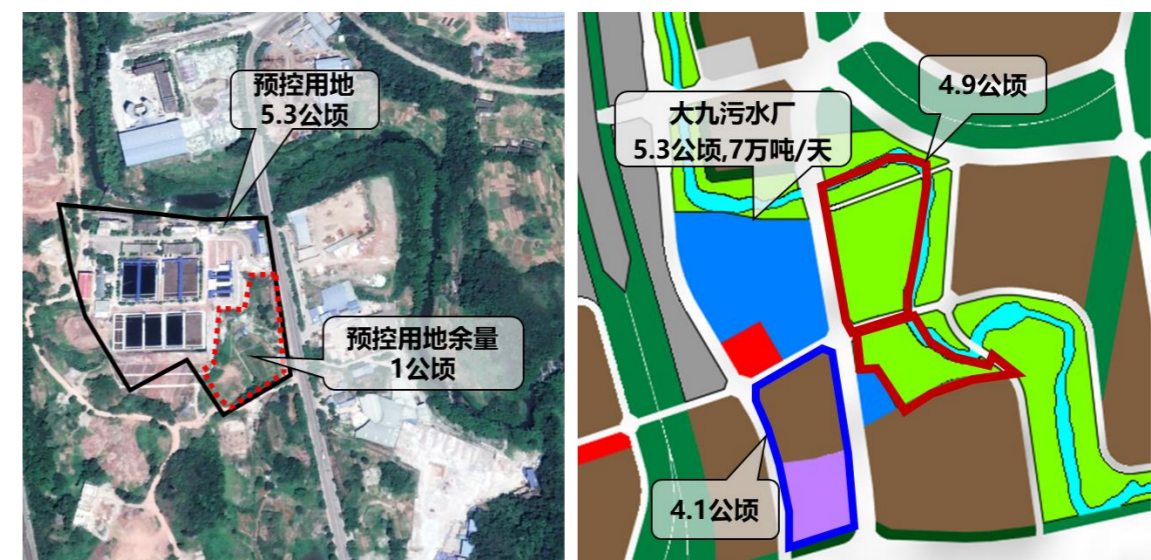 预控用地
5.3公顷
预控用地余量
1公顷
大九污水厂
5.3公顷,7万吨/天
4.9公顷
4.1公顷